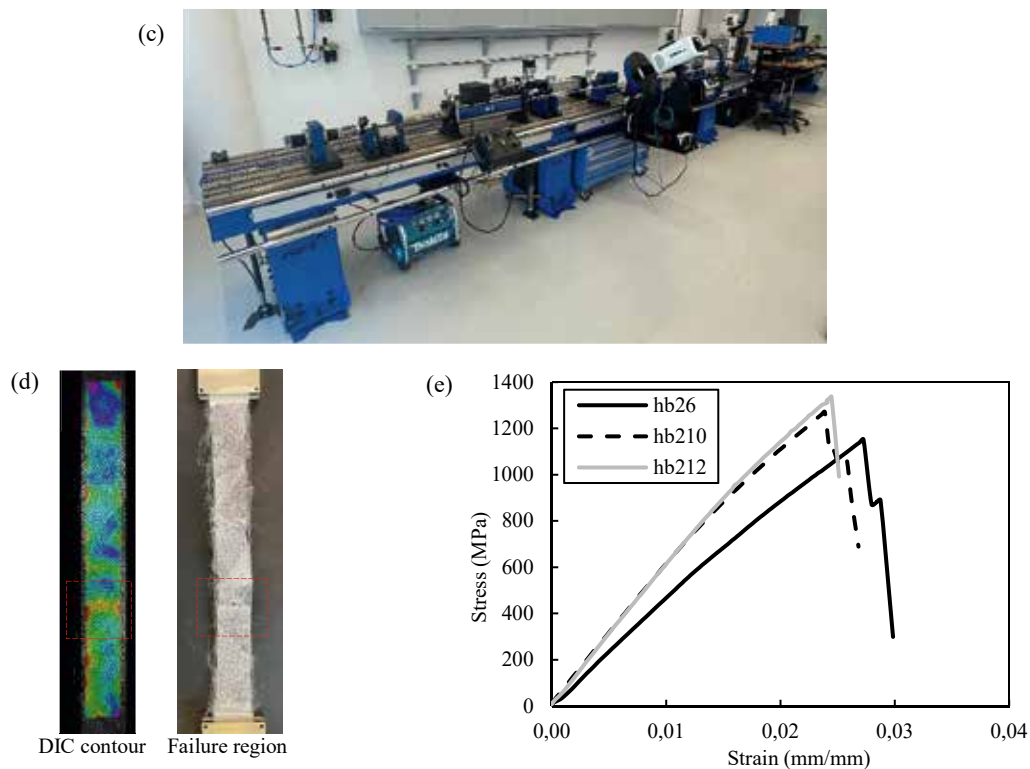 (c)
makita
(d)
DIC contour
Failure region
(e)
1400
1200
1000
800
600
400
200
0
Stress (MPa)
hb26
hb210
hb212
0,00
0,01
0,02
0,03
0,04
Strain (mm/mm)